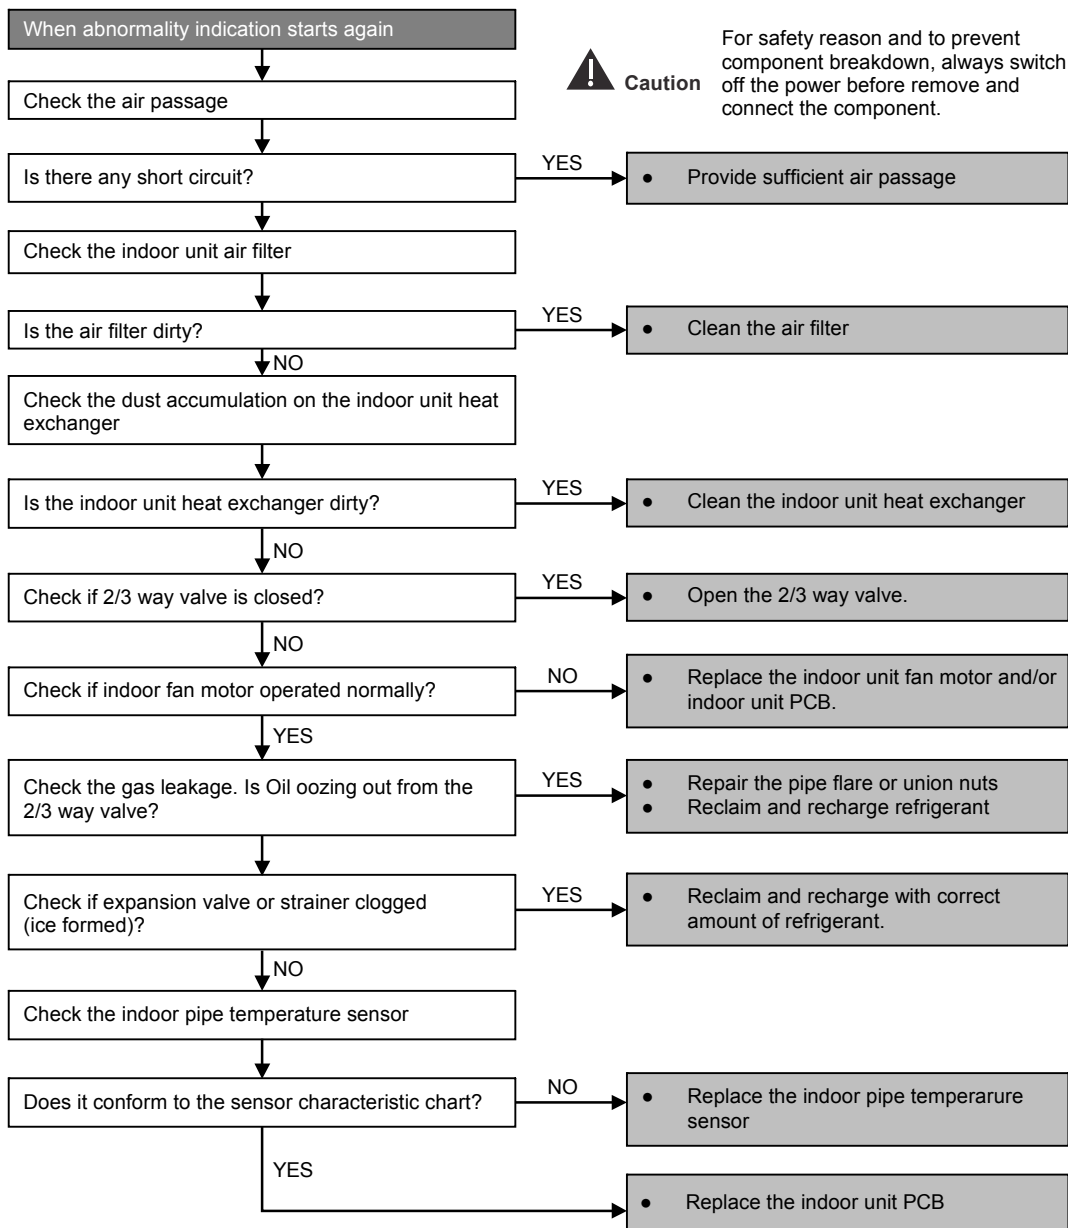 When abnormality indication starts again
For safety reason and to prevent
component breakdown, always switch
Caution off the power before remove and
connect the component.
Check the air passage
Is there any short circuit?
YES
● Provide sufficient air passage
Check the indoor unit air filter
Is the air filter dirty?
YES
● Clean the air filter
NO
Check the dust accumulation on the indoor unit heat
exchanger
Is the indoor unit heat exchanger dirty?
YES
● Clean the indoor unit heat exchanger
NO
Check if 2/3 way valve is closed?
YES
● Open the 2/3 way valve.
NO
Check if indoor fan motor operated normally?
NO
● Replace the indoor unit fan motor and/or
indoor unit PCB.
YES
Check the gas leakage. Is Oil oozing out from the
2/3 way valve?
YES
● Repair the pipe flare or union nuts
● Reclaim and recharge refrigerant
Check if expansion valve or strainer clogged
(ice formed)?
YES
● Reclaim and recharge with correct
amount of refrigerant.
NO
Check the indoor pipe temperature sensor
Does it conform to the sensor characteristic chart?
NO
● Replace the indoor pipe temperarure
sensor
YES
● Replace the indoor unit PCB